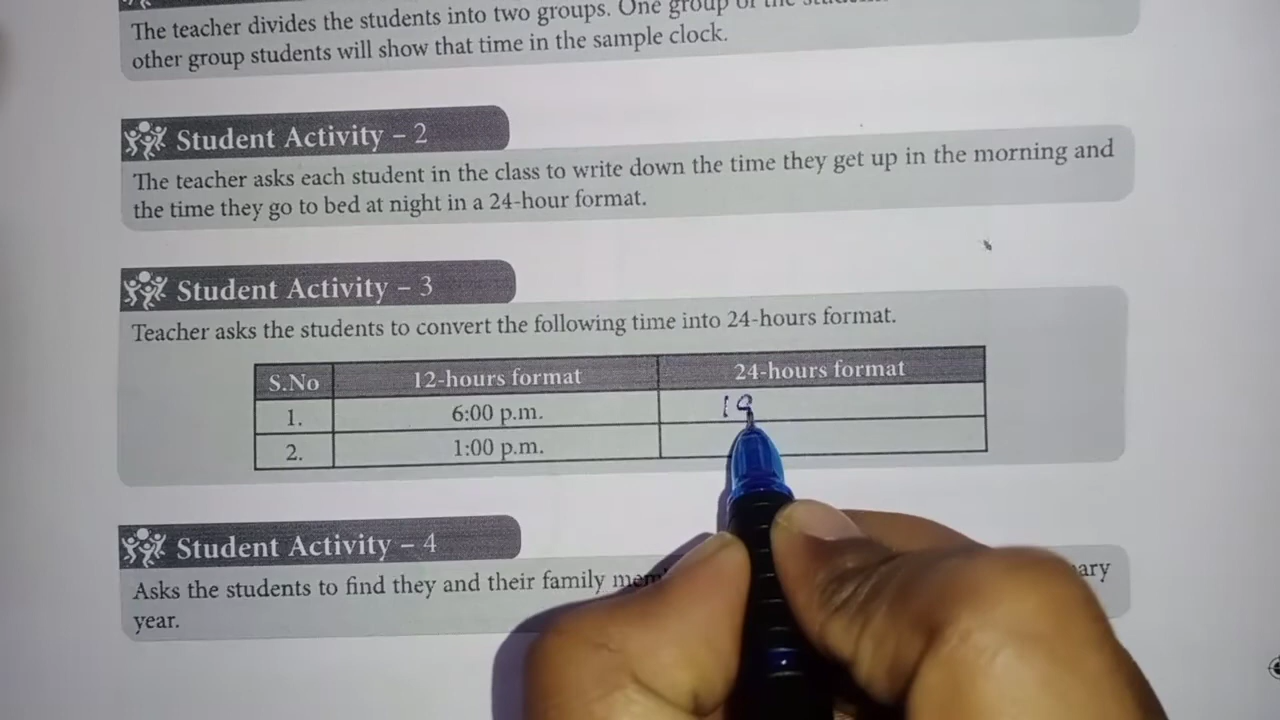 The teacher divides the students into two groups. One group of the
other group students will show that time in the sample clock.
Student Activity – 2
The teacher asks each student in the class to write down the time they get up in the morning and
the time they go to bed at night in a 24-hour format.
Student Activity – 3
Teacher asks the students to convert the following time into 24-hours format.
S.No 12-hours format 24-hours format
1. 6:00 p.m. 19
2. 1:00 p.m.
Student Activity – 4
Asks the students to find they and their family
year.